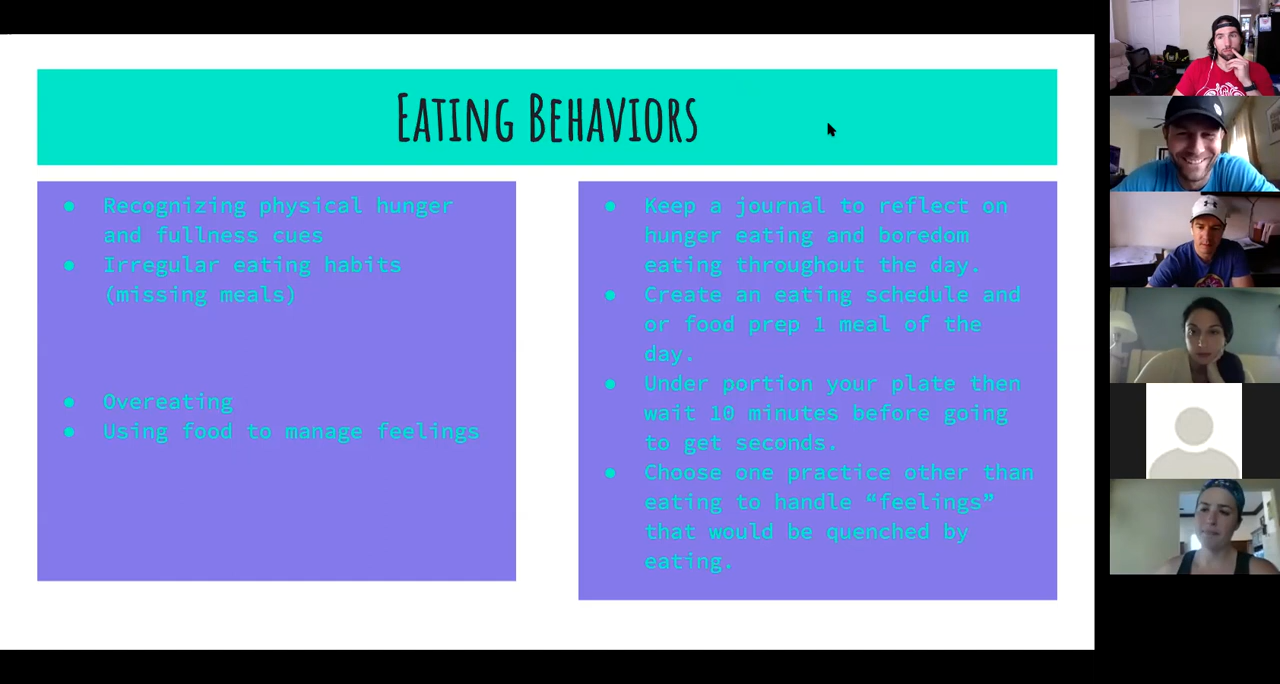 Eating Behaviors
Recognizing physical hunger
and fullness cues
Irregular eating habits
(missing meals)
Overeating
Using food to manage feelings
Keep a journal to reflect on
hunger eating and boredom
eating throughout the day.
Create an eating schedule and
or food prep 1 meal of the
day.
Under portion your plate then
wait 10 minutes before going
to get seconds.
Choose one practice other than
eating to handle “feelings”
that would be quenched by
eating.